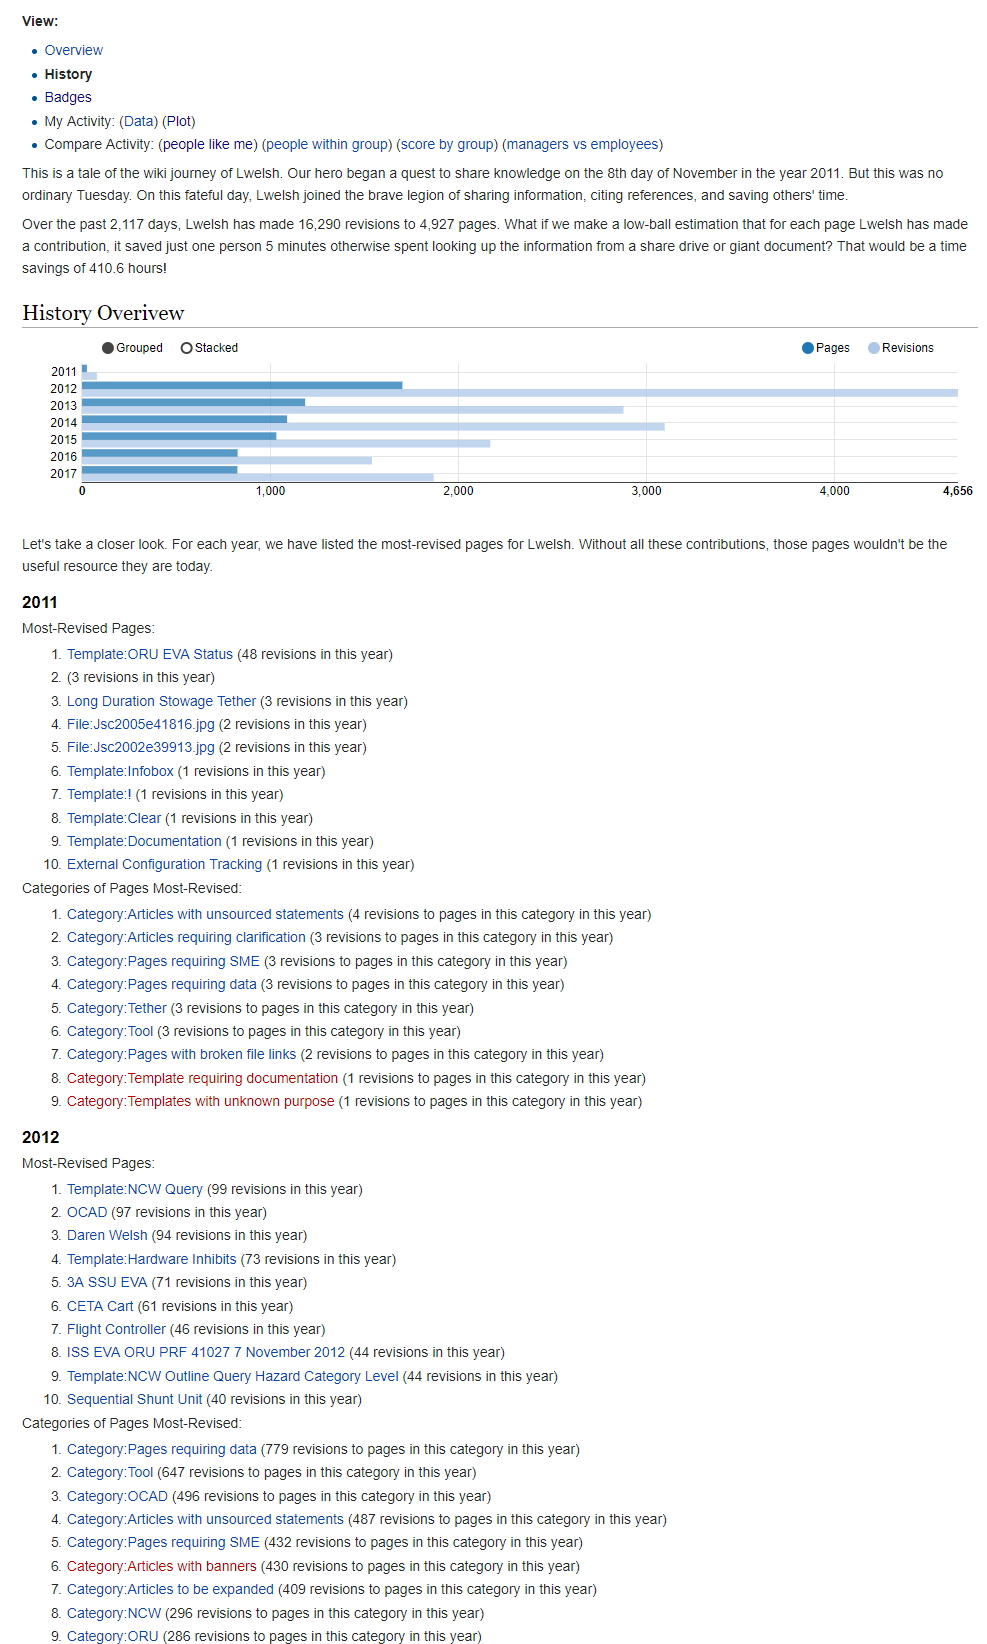 View:
Overview
History
Badges
My Activity: (Data) (Plot)
Compare Activity: (people like me) (people within group) (score by group) (managers vs employees)
This is a tale of the wiki journey of Lwelsh. Our hero began a quest to share knowledge on the 8th day of November in the year 2011. But this was no
ordinary Tuesday. On this fateful day, Lwelsh joined the brave legion of sharing information, citing references, and saving others' time.
Over the past 2,117 days, Lwelsh has made 16,290 revisions to 4,927 pages. What if we make a low-ball estimation that for each page Lwelsh has made
a contribution, it saved just one person 5 minutes otherwise spent looking up the information from a share drive or giant document? That would be a time
savings of 410.6 hours!
History Overivew
Grouped Stacked Pages Revisions
2011
2012
2013
2014
2015
2016
2017
0 1,000 2,000 3,000 4,000 4,656
Let's take a closer look. For each year, we have listed the most-revised pages for Lwelsh. Without all these contributions, those pages wouldn't be the
useful resource they are today.
2011
Most-Revised Pages:
1. Template:ORU EVA Status (48 revisions in this year)
2. (3 revisions in this year)
3. Long Duration Stowage Tether (3 revisions in this year)
4. File:Jsc2005e41816.jpg (2 revisions in this year)
5. File:Jsc2002e39913.jpg (2 revisions in this year)
6. Template:Infobox (1 revisions in this year)
7. Template:! (1 revisions in this year)
8. Template:Clear (1 revisions in this year)
9. Template:Documentation (1 revisions in this year)
10. External Configuration Tracking (1 revisions in this year)
Categories of Pages Most-Revised:
1. Category:Articles with unsourced statements (4 revisions to pages in this category in this year)
2. Category:Articles requiring clarification (3 revisions to pages in this category in this year)
3. Category:Pages requiring SME (3 revisions to pages in this category in this year)
4. Category:Pages requiring data (3 revisions to pages in this category in this year)
5. Category:Tether (3 revisions to pages in this category in this year)
6. Category:Tool (3 revisions to pages in this category in this year)
7. Category:Pages with broken file links (2 revisions to pages in this category in this year)
8. Category:Template requiring documentation (1 revisions to pages in this category in this year)
9. Category:Templates with unknown purpose (1 revisions to pages in this category in this year)
2012
Most-Revised Pages:
1. Template:NCW Query (99 revisions in this year)
2. OCAD (97 revisions in this year)
3. Daren Welsh (94 revisions in this year)
4. Template:Hardware Inhibits (73 revisions in this year)
5. 3A SSU EVA (71 revisions in this year)
6. CETA Cart (61 revisions in this year)
7. Flight Controller (46 revisions in this year)
8. ISS EVA ORU PRF 41027 7 November 2012 (44 revisions in this year)
9. Template:NCW Outline Query Hazard Category Level (44 revisions in this year)
10. Sequential Shunt Unit (40 revisions in this year)
Categories of Pages Most-Revised:
1. Category:Pages requiring data (779 revisions to pages in this category in this year)
2. Category:Tool (647 revisions to pages in this category in this year)
3. Category:OCAD (496 revisions to pages in this category in this year)
4. Category:Articles with unsourced statements (487 revisions to pages in this category in this year)
5. Category:Pages requiring SME (432 revisions to pages in this category in this year)
6. Category:Articles with banners (430 revisions to pages in this category in this year)
7. Category:Articles to be expanded (409 revisions to pages in this category in this year)
8. Category:NCW (296 revisions to pages in this category in this year)
9. Category:ORU (286 revisions to pages in this category in this year)